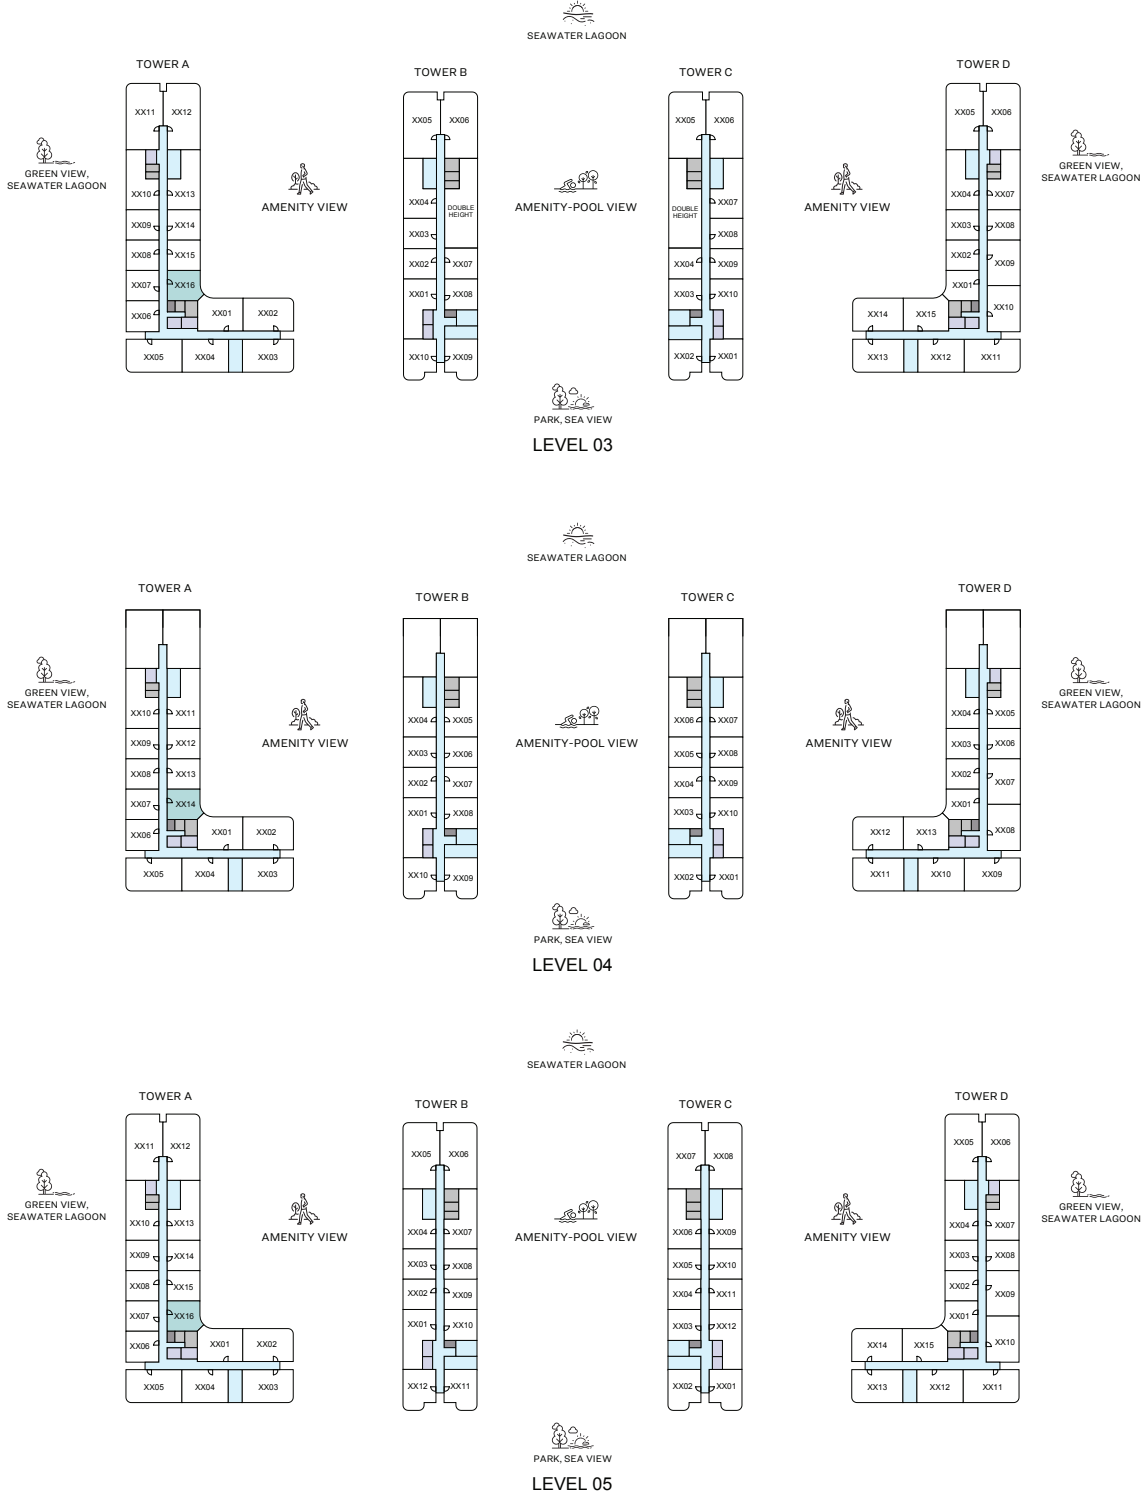 SEAWATER LAGOON
TOWER A
TOWER B
TOWER C
TOWER D
XX11 XX12
XX05 XX06
XX05 XX06
XX05 XX06
GREEN VIEW,
SEAWATER LAGOON
AMENITY VIEW
AMENITY-POOL VIEW
AMENITY VIEW
GREEN VIEW,
SEAWATER LAGOON
XX10 XX13
XX04 DOUBLE
HEIGHT
DOUBLE
HEIGHT XX07
XX04 XX07
XX09 XX14
XX03
XX08
XX03 XX08
XX08 XX15
XX02 XX07
XX04 XX09
XX02 XX09
XX07 XX16
XX01 XX08
XX03 XX10
XX01
XX06 XX01 XX02
XX14 XX15 XX10
XX05 XX04 XX03
XX10 XX09
XX02 XX01
XX13 XX12 XX11
PARK, SEA VIEW
LEVEL 03
SEAWATER LAGOON
TOWER A
TOWER B
TOWER C
TOWER D
GREEN VIEW,
SEAWATER LAGOON
AMENITY VIEW
AMENITY-POOL VIEW
AMENITY VIEW
GREEN VIEW,
SEAWATER LAGOON
XX10 XX11
XX04 XX05
XX06 XX07
XX04 XX05
XX09 XX12
XX03 XX06
XX05 XX08
XX03 XX06
XX08 XX13
XX02 XX07
XX04 XX09
XX02 XX07
XX07 XX14
XX01 XX08
XX03 XX10
XX01
XX06 XX01 XX02
XX12 XX13 XX08
XX05 XX04 XX03
XX10 XX09
XX02 XX01
XX11 XX10 XX09
PARK, SEA VIEW
LEVEL 04
SEAWATER LAGOON
TOWER A
TOWER B
TOWER C
TOWER D
XX11 XX12
XX05 XX06
XX07 XX08
XX05 XX06
GREEN VIEW,
SEAWATER LAGOON
AMENITY VIEW
AMENITY-POOL VIEW
AMENITY VIEW
GREEN VIEW,
SEAWATER LAGOON
XX10 XX13
XX04 XX07
XX06 XX09
XX04 XX07
XX09 XX14
XX03 XX08
XX05 XX10
XX03 XX08
XX08 XX15
XX02 XX09
XX04 XX11
XX02 XX09
XX07 XX16
XX01 XX10
XX03 XX12
XX01
XX06 XX01 XX02
XX14 XX15 XX10
XX05 XX04 XX03
XX12 XX11
XX02 XX01
XX13 XX12 XX11
PARK, SEA VIEW
LEVEL 05